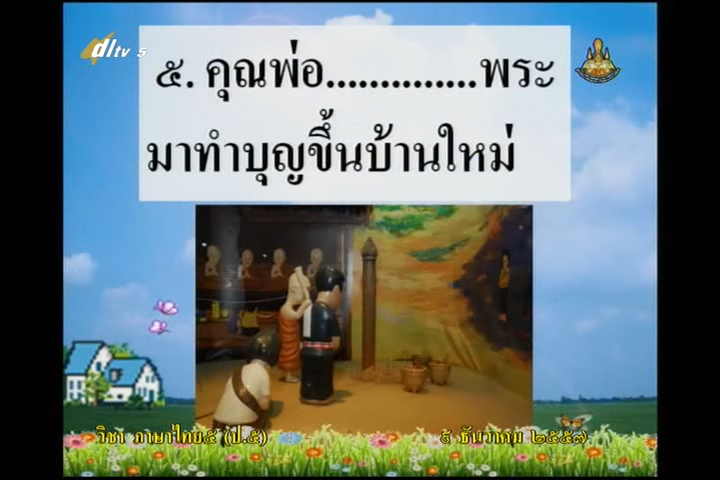 dltv 5
๕. คุณพ่อ..............พระ
มาทำบุญขึ้นบ้านใหม่
วิชา ภาษาไทย๕ (ป.๕)
๕ ธันวาคม ๒๕๕๗